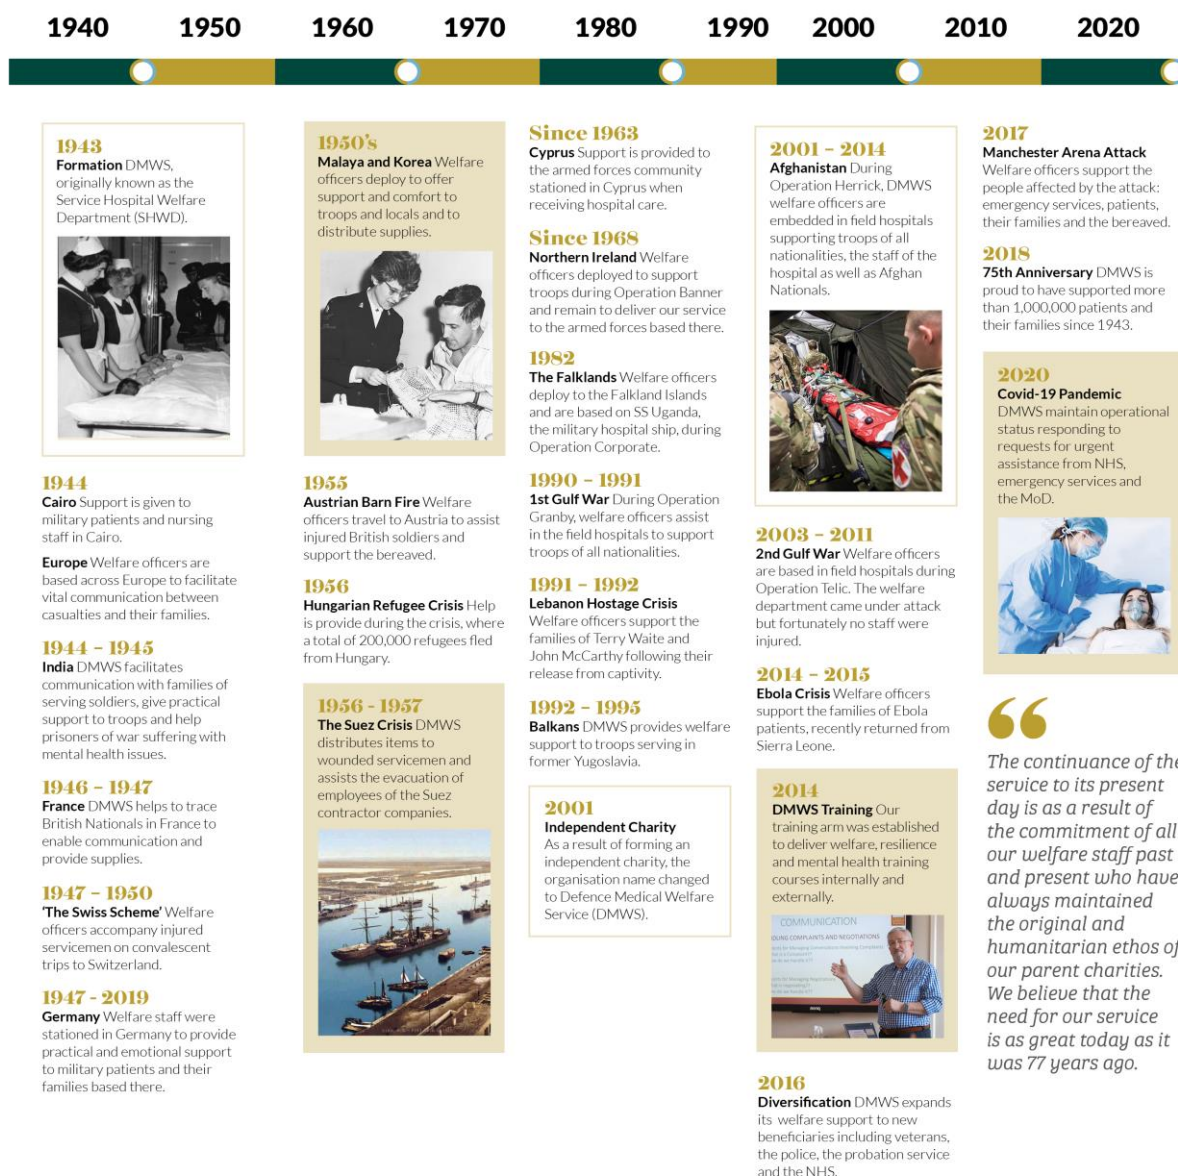 1940 1950 1960 1970 1980 1990 2000 2010 2020
1943
Formation DMWS,
originally known as the
Service Hospital Welfare
Department (SHWD).
1944
Cairo Support is given to
military patients and nursing
staff in Cairo.
Europe Welfare officers are
based across Europe to facilitate
vital communication between
casualties and their families.
1944 – 1945
India DMWS facilitates
communication with families of
serving soldiers, give practical
support to troops and help
prisoners of war suffering with
mental health issues.
1946 – 1947
France DMWS helps to trace
British Nationals in France to
enable communication and
provide supplies.
1947 – 1950
'The Swiss Scheme' Welfare
officers accompany injured
servicemen on convalescent
trips to Switzerland.
1947 - 2019
Germany Welfare staff were
stationed in Germany to provide
practical and emotional support
to military patients and their
families based there.
1950's
Malaya and Korea Welfare
officers deploy to offer
support and comfort to
troops and locals and to
distribute supplies.
1955
Austrian Barn Fire Welfare
officers travel to Austria to assist
injured British soldiers and
support the bereaved.
1956
Hungarian Refugee Crisis Help
is provide during the crisis, where
a total of 200,000 refugees fled
from Hungary.
1956 - 1957
The Suez Crisis DMWS
distributes items to
wounded servicemen and
assists the evacuation of
employees of the Suez
contractor companies.
Since 1963
Cyprus Support is provided to
the armed forces community
stationed in Cyprus when
receiving hospital care.
Since 1968
Northern Ireland Welfare
officers deployed to support
troops during Operation Banner
and remain to deliver our service
to the armed forces based there.
1982
The Falklands Welfare officers
deploy to the Falkland Islands
and are based on SS Uganda,
the military hospital ship, during
Operation Corporate.
1990 – 1991
1st Gulf War During Operation
Granby, welfare officers assist
in the field hospitals to support
troops of all nationalities.
1991 – 1992
Lebanon Hostage Crisis
Welfare officers support the
families of Terry Waite and
John McCarthy following their
release from captivity.
1992 – 1995
Balkans DMWS provides welfare
support to troops serving in
former Yugoslavia.
2001
Independent Charity
As a result of forming an
independent charity, the
organisation name changed
to Defence Medical Welfare
Service (DMWS).
2001 – 2014
Afghanistan During
Operation Herrick, DMWS
welfare officers are
embedded in field hospitals
supporting troops of all
nationalities, the staff of the
hospital as well as Afghan
Nationals.
2003 – 2011
2nd Gulf War Welfare officers
are based in field hospitals during
Operation Telic. The welfare
department came under attack
but fortunately no staff were
injured.
2014 – 2015
Ebola Crisis Welfare officers
support the families of Ebola
patients, recently returned from
Sierra Leone.
2014
DMWS Training Our
training arm was established
to deliver welfare, resilience
and mental health training
courses internally and
externally.
COMMUNICATION
COMPLAINTS AND NEGOTIATIONS
2016
Diversification DMWS expands
its welfare support to new
beneficiaries including veterans,
the police, the probation service
and the NHS.
2017
Manchester Arena Attack
Welfare officers support the
people affected by the attack:
emergency services, patients,
their families and the bereaved.
2018
75th Anniversary DMWS is
proud to have supported more
than 1,000,000 patients and
their families since 1943.
2020
Covid-19 Pandemic
DMWS maintain operational
status responding to
requests for urgent
assistance from NHS,
emergency services and
the MoD.
“
The continuance of the
service to its present
day is as a result of
the commitment of all
our welfare staff past
and present who have
always maintained
the original and
humanitarian ethos of
our parent charities.
We believe that the
need for our service
is as great today as it
was 77 years ago.